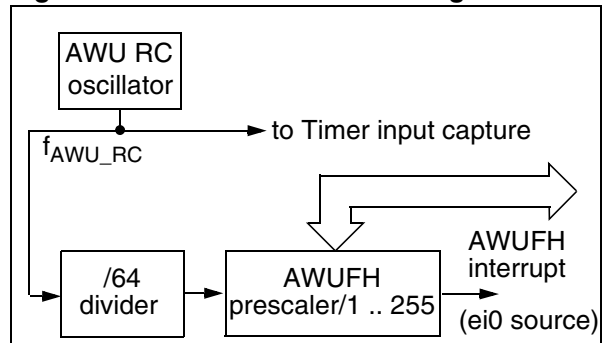 AWU RC
oscillator
to Timer input capture
fAWU_RC
AWUFH
interrupt
/64
divider
AWUFH
prescaler/1 .. 255
(ei0 source)